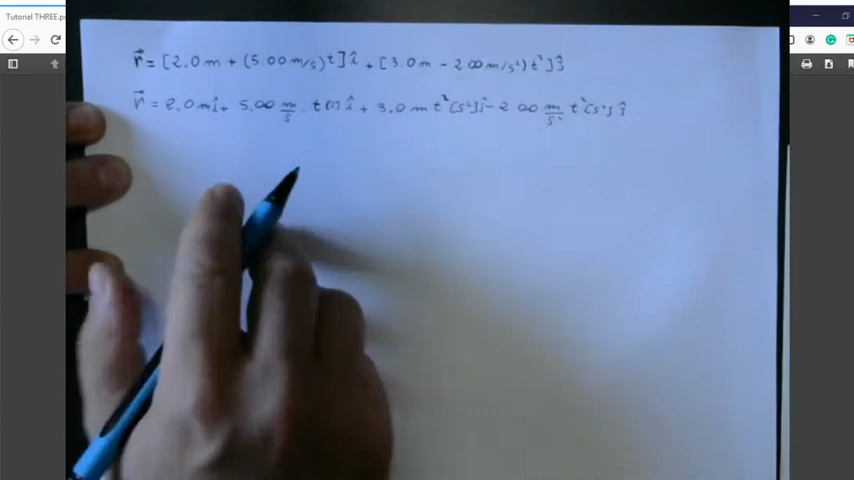 Tutorial THREE.p
r⃗ = [2.0 m + (5.00 m/s) t] î + [3.0 m - 2.00 m/s²) t²] ĵ
r⃗ = 2.0 m î + 5.00 m/s . t(s) î + 3.0 m t² [s²] ĵ - 2 00 m/s² t² [s²] ĵ